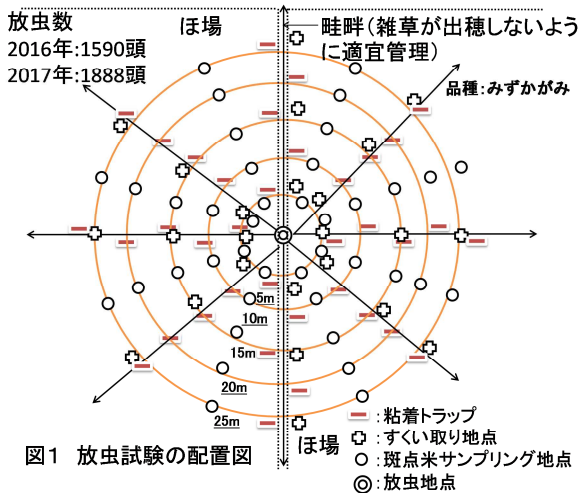 放虫数
2016年:1590頭
2017年:1888頭
ほ場
畦畔(雑草が出穂しないよう
に適宜管理)
品種:みずかがみ
5m
10m
15m
20m
25m
ほ場
:粘着トラップ
:すくい取り地点
:斑点米サンプリング地点
:放虫地点
図1 放虫試験の配置図